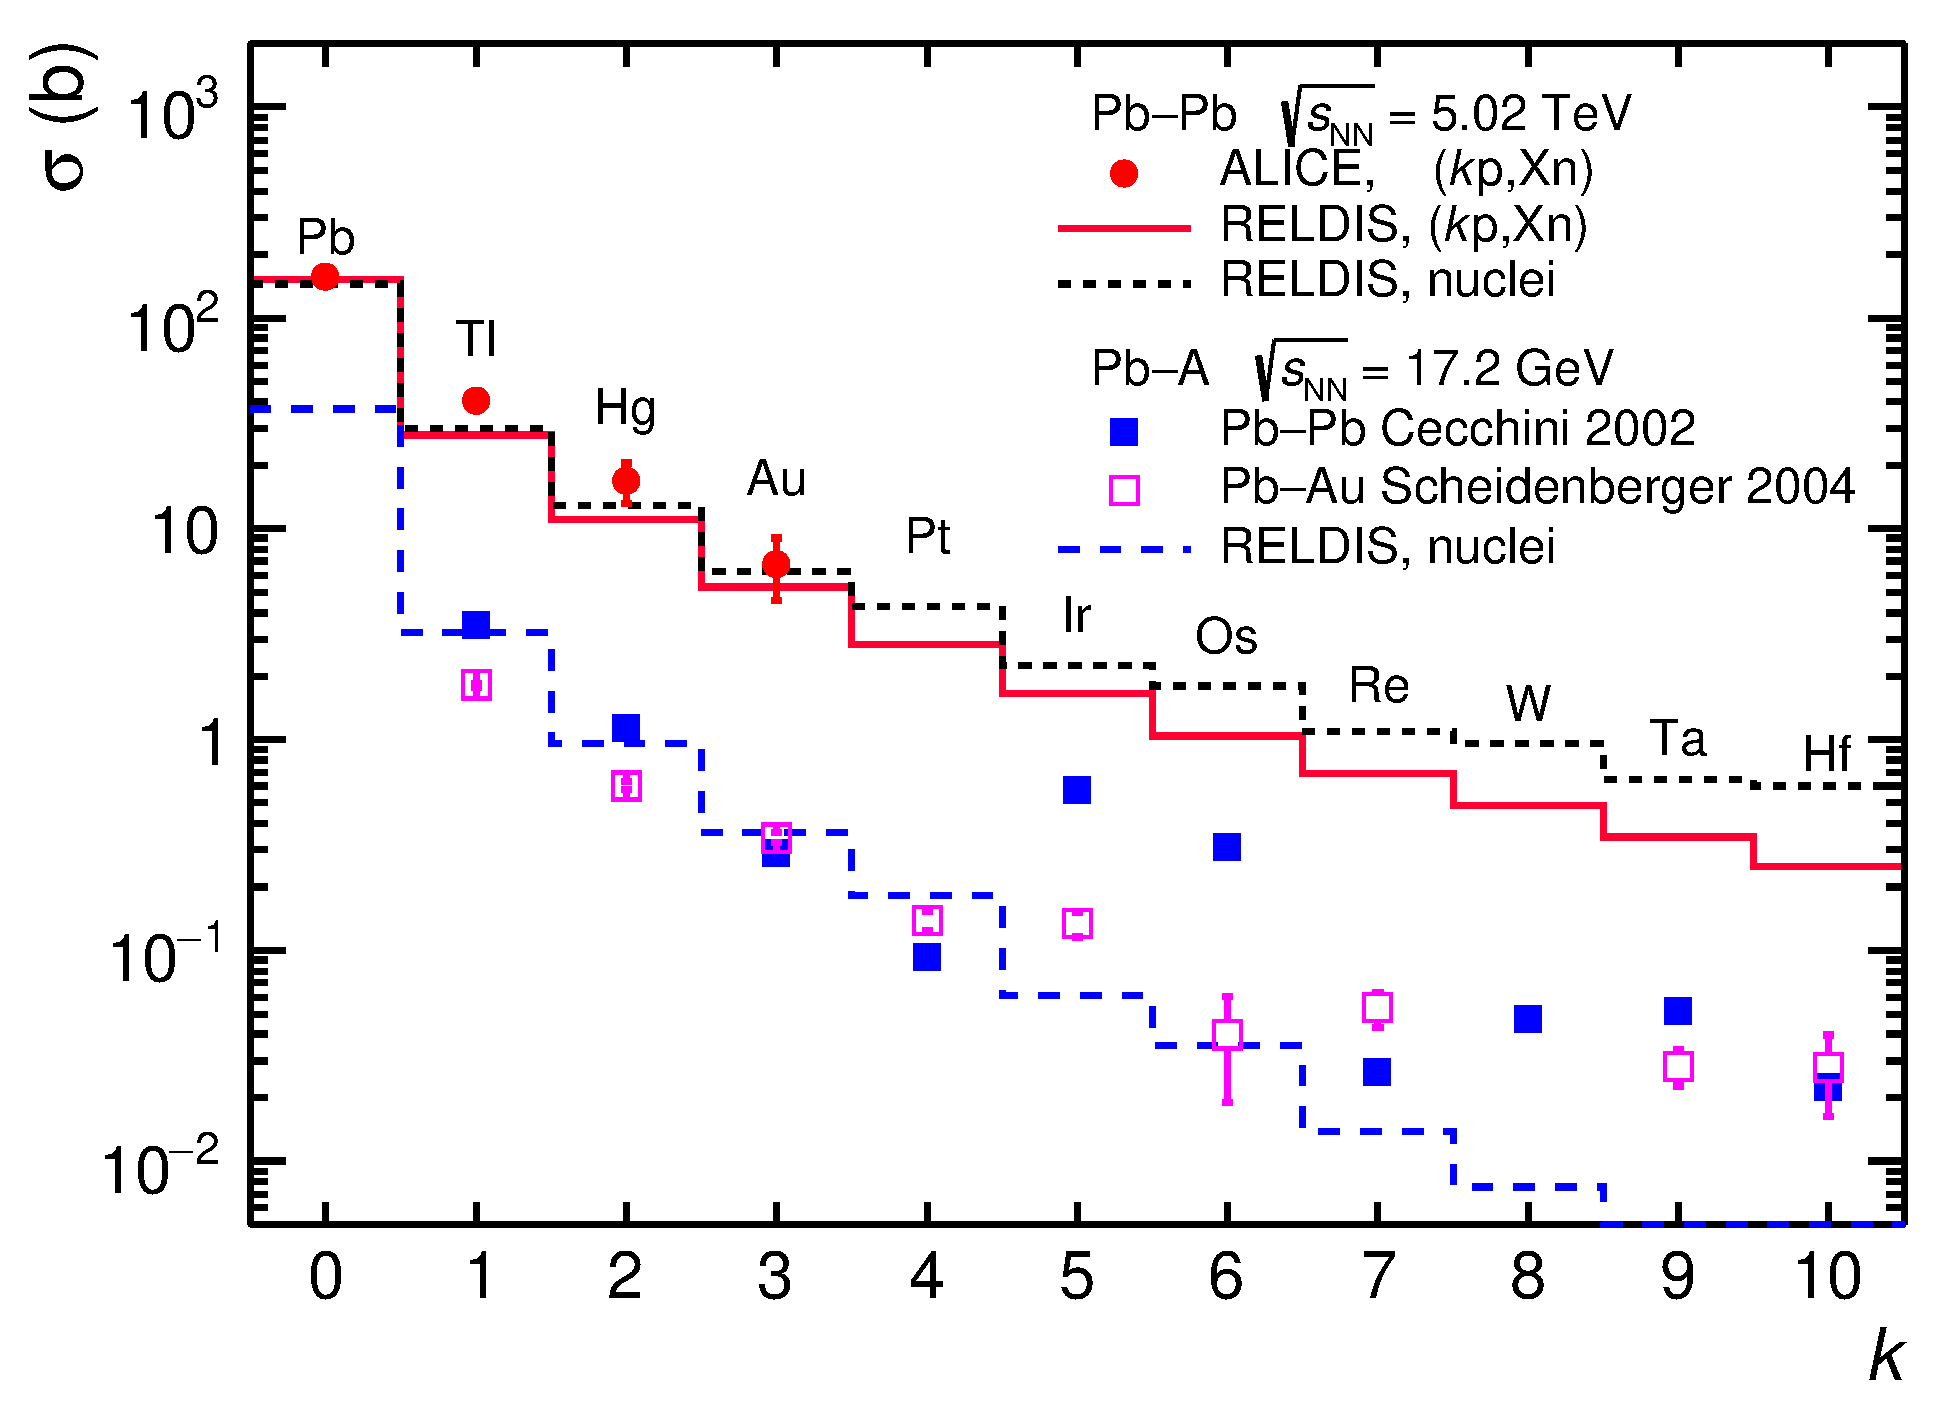 σ (b)
10³
10²
10
1
10⁻¹
10⁻²
Pb–Pb √sNN = 5.02 TeV
ALICE, (kp,Xn)
RELDIS, (kp,Xn)
RELDIS, nuclei
Pb–A √sNN = 17.2 GeV
Pb–Pb Cecchini 2002
Pb–Au Scheidenberger 2004
RELDIS, nuclei
Pb
Tl
Hg
Au
Pt
Ir
Os
Re
W
Ta
Hf
0 1 2 3 4 5 6 7 8 9 10
k